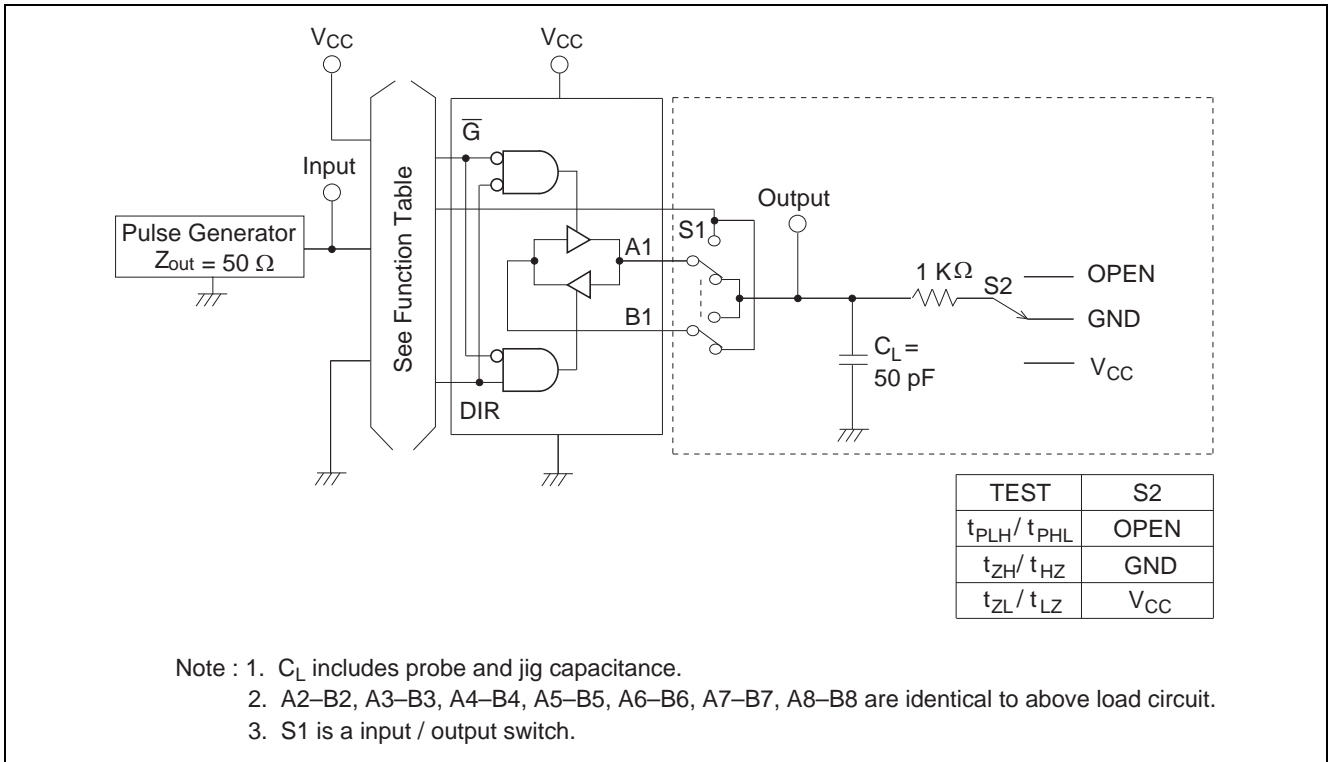 VCC
VCC
G
Input
Output
Pulse Generator
Zout = 50 Ω
See Function Table
S1
A1
1 KΩ
S2
OPEN
GND
VCC
B1
CL =
50 pF
DIR
TEST S2
tPLH / tPHL OPEN
tZH / tHZ GND
tZL / tLZ VCC
Note : 1. CL includes probe and jig capacitance.
2. A2–B2, A3–B3, A4–B4, A5–B5, A6–B6, A7–B7, A8–B8 are identical to above load circuit.
3. S1 is a input / output switch.